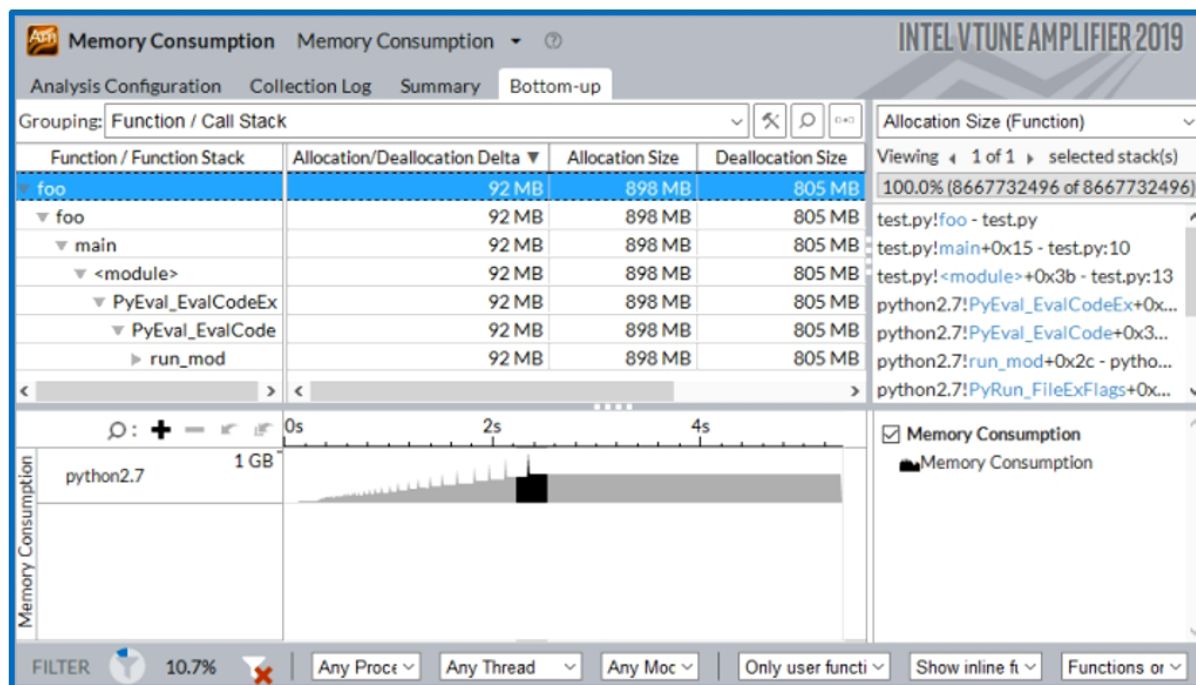 Memory Consumption Memory Consumption INTEL VTUNE AMPLIFIER 2019
Analysis Configuration Collection Log Summary Bottom-up
Grouping: Function / Call Stack
Function / Function Stack Allocation/Deallocation Delta ▼ Allocation Size Deallocation Size
foo 92 MB 898 MB 805 MB
foo 92 MB 898 MB 805 MB
main 92 MB 898 MB 805 MB
<module> 92 MB 898 MB 805 MB
PyEval_EvalCodeEx 92 MB 898 MB 805 MB
PyEval_EvalCode 92 MB 898 MB 805 MB
run_mod 92 MB 898 MB 805 MB
Allocation Size (Function)
Viewing 1 of 1 selected stack(s)
100.0% (8667732496 of 8667732496)
test.py!foo - test.py
test.py!main+0x15 - test.py:10
test.py!<module>+0x3b - test.py:13
python2.7!PyEval_EvalCodeEx+0x...
python2.7!PyEval_EvalCode+0x3...
python2.7!run_mod+0x2c - pytho...
python2.7!PyRun_FileExFlags+0x...
0s 2s 4s
Memory Consumption
python2.7 1 GB
Memory Consumption
Memory Consumption
FILTER 10.7% Any Proce Any Thread Any Moc Only user functi Show inline fu Functions or